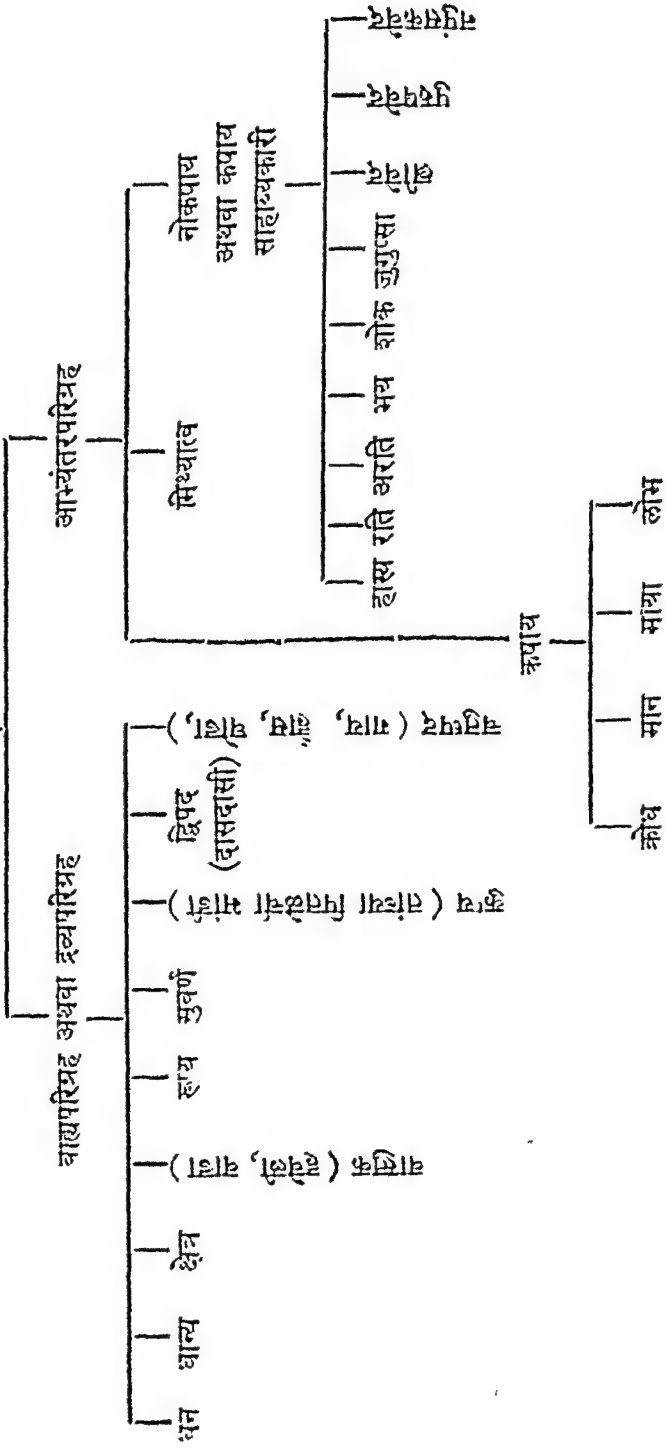 बाह्यपरिग्रह अथवा द्रव्यपरिग्रह
आभ्यंतरपरिग्रह
धन
धान्य
क्षेत्र
वास्तुक ( हवेली, वाडा )
रुप्य
सुवर्ण
कुप्य ( तांब्या पितळेचीं भांडीं )
द्विपद
(दासदासी)
चतुष्पद ( गाय, ह्मैस, घोडा, )
मिथ्यात्व
नोकषाय
अथवा कषाय
साहाय्यकारी
हास्य
रति
अरति
भय
शोक
जुगुप्सा
स्त्रीवेद
पुरुषवेद
नपुंसकवेद
कषाय
क्रोध
मान
माया
लोभ